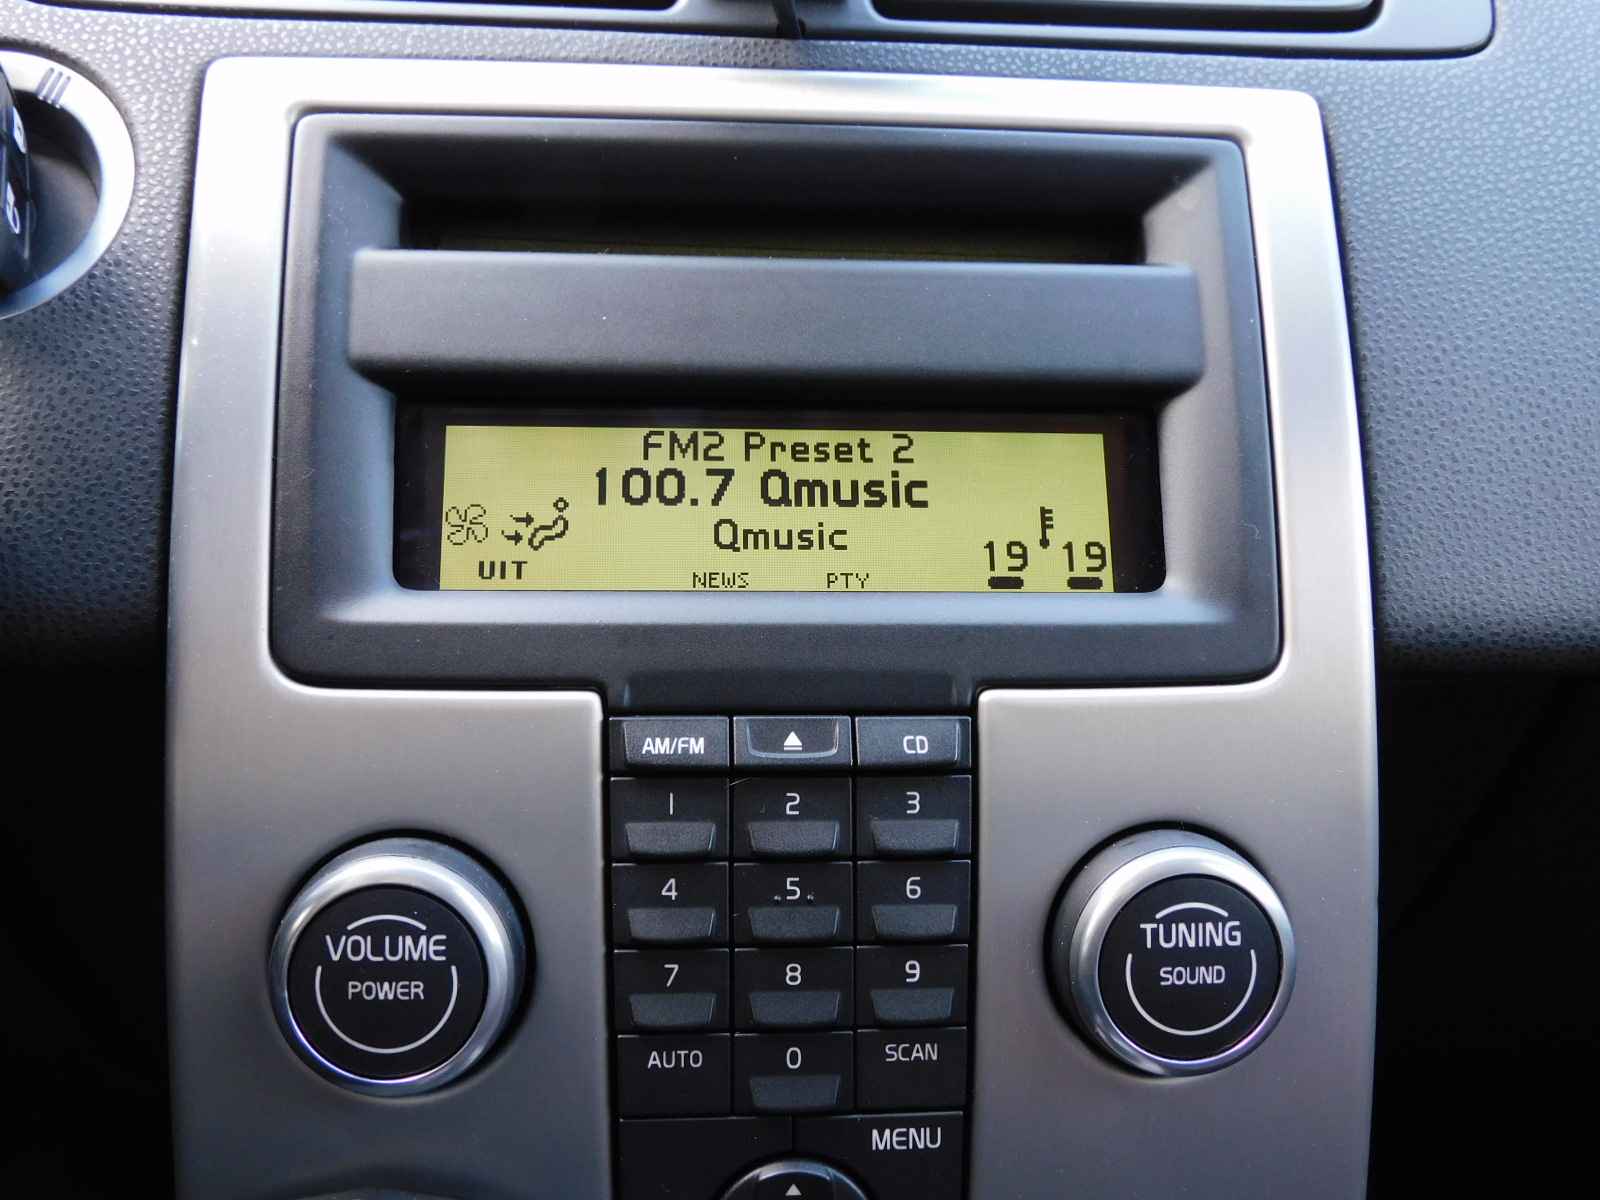 FM2 Preset 2
100.7 Qmusic
Qmusic
19 19
UIT
NEWS PTY
AM/FM CD
1 2 3
4 5 6
7 8 9
AUTO 0 SCAN
MENU
VOLUME
POWER
TUNING
SOUND